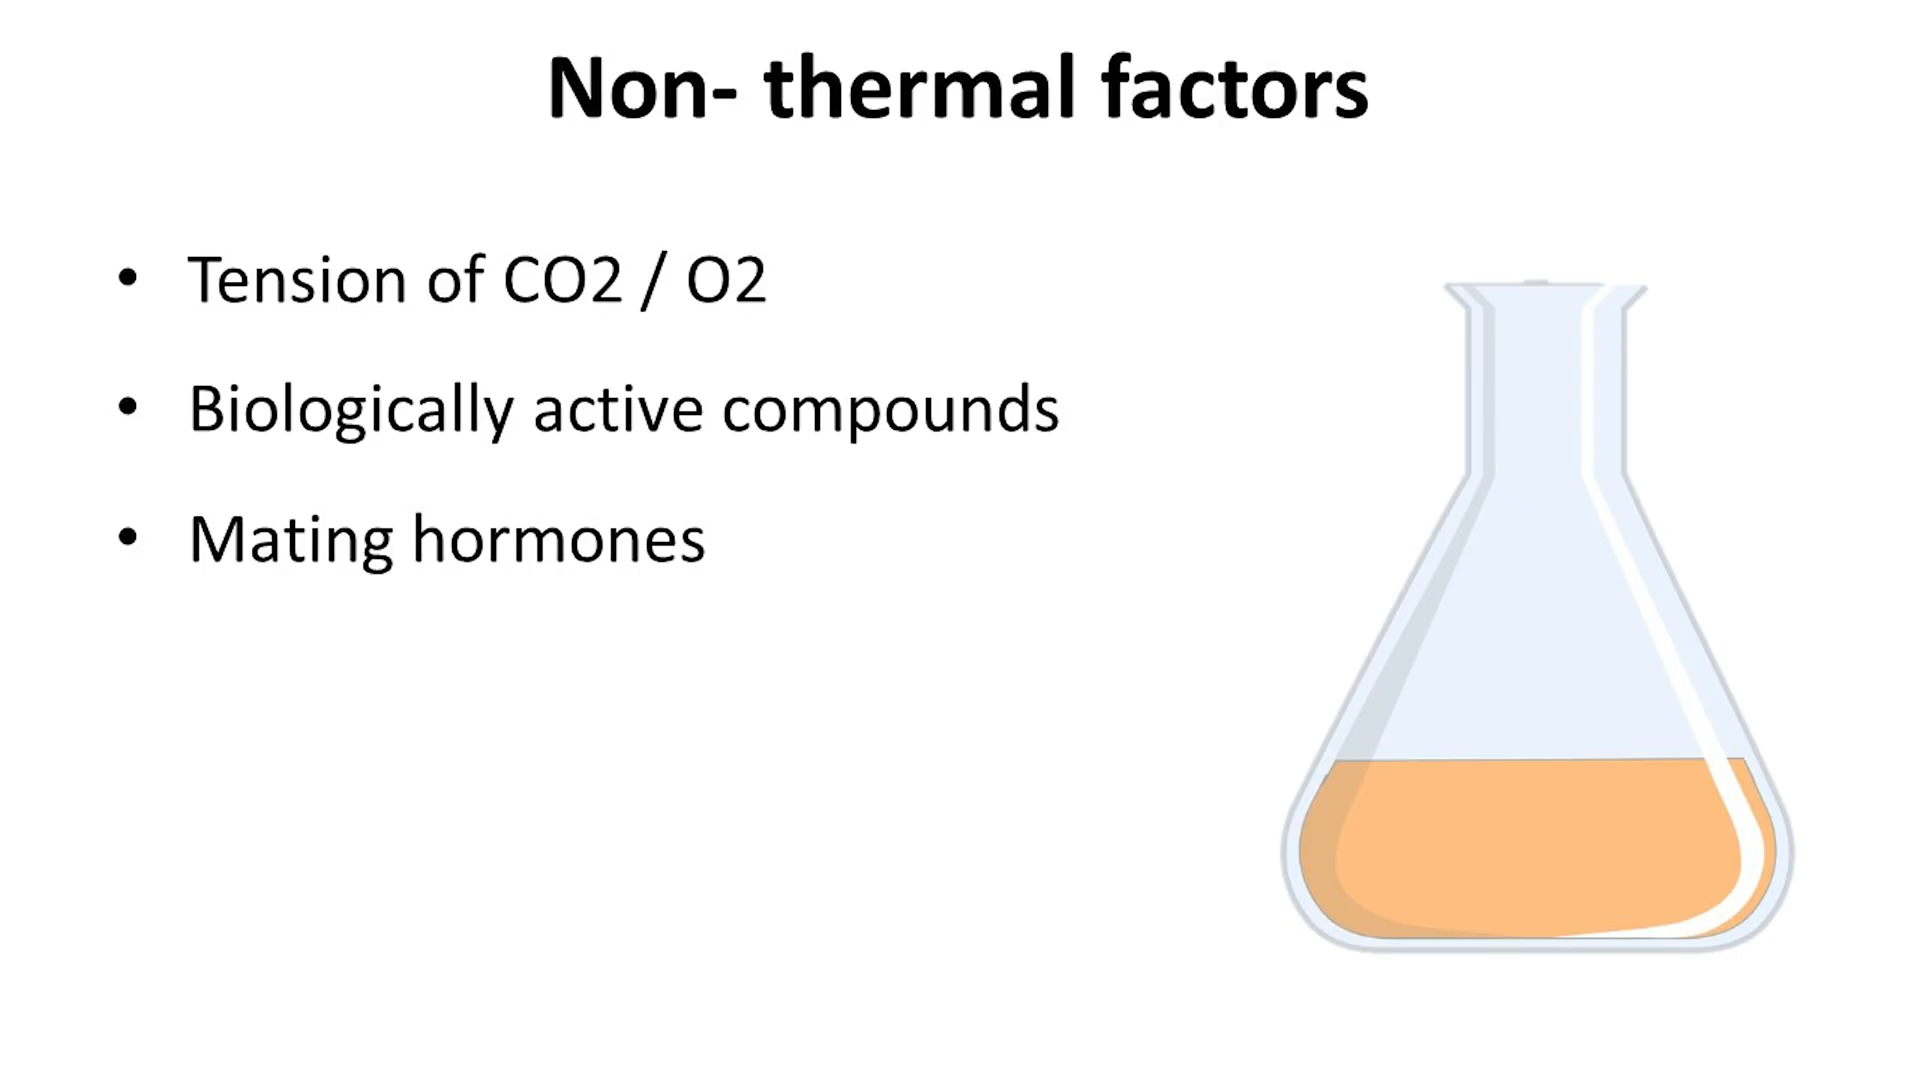 Non- thermal factors
• Tension of CO2 / O2
• Biologically active compounds
• Mating hormones